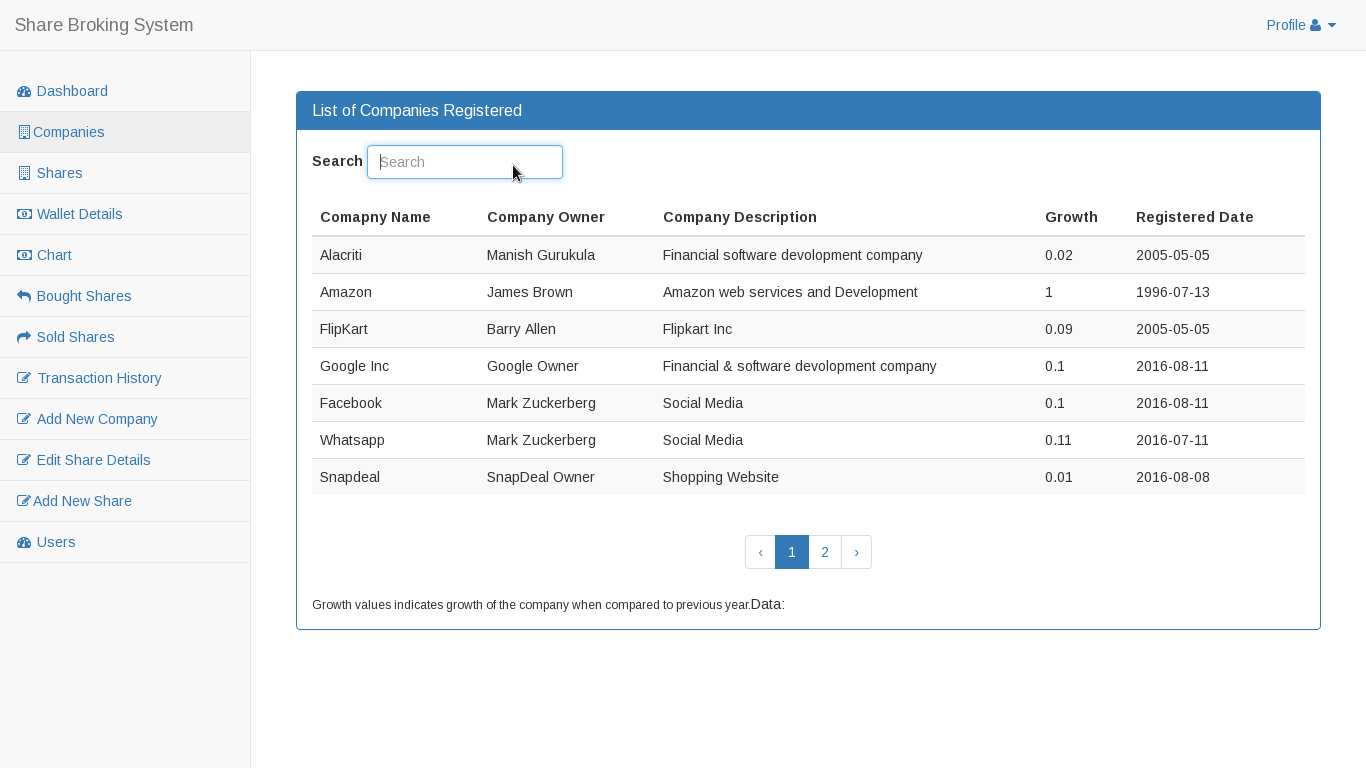 Share Broking System
Profile
Dashboard
Companies
Shares
Wallet Details
Chart
Bought Shares
Sold Shares
Transaction History
Add New Company
Edit Share Details
Add New Share
Users
List of Companies Registered
Search Search
Comapny Name Company Owner Company Description Growth Registered Date
Alacriti Manish Gurukula Financial software devolopment company 0.02 2005-05-05
Amazon James Brown Amazon web services and Development 1 1996-07-13
FlipKart Barry Allen Flipkart Inc 0.09 2005-05-05
Google Inc Google Owner Financial & software devolopment company 0.1 2016-08-11
Facebook Mark Zuckerberg Social Media 0.1 2016-08-11
Whatsapp Mark Zuckerberg Social Media 0.11 2016-07-11
Snapdeal SnapDeal Owner Shopping Website 0.01 2016-08-08
‹ 1 2 ›
Growth values indicates growth of the company when compared to previous year.Data: